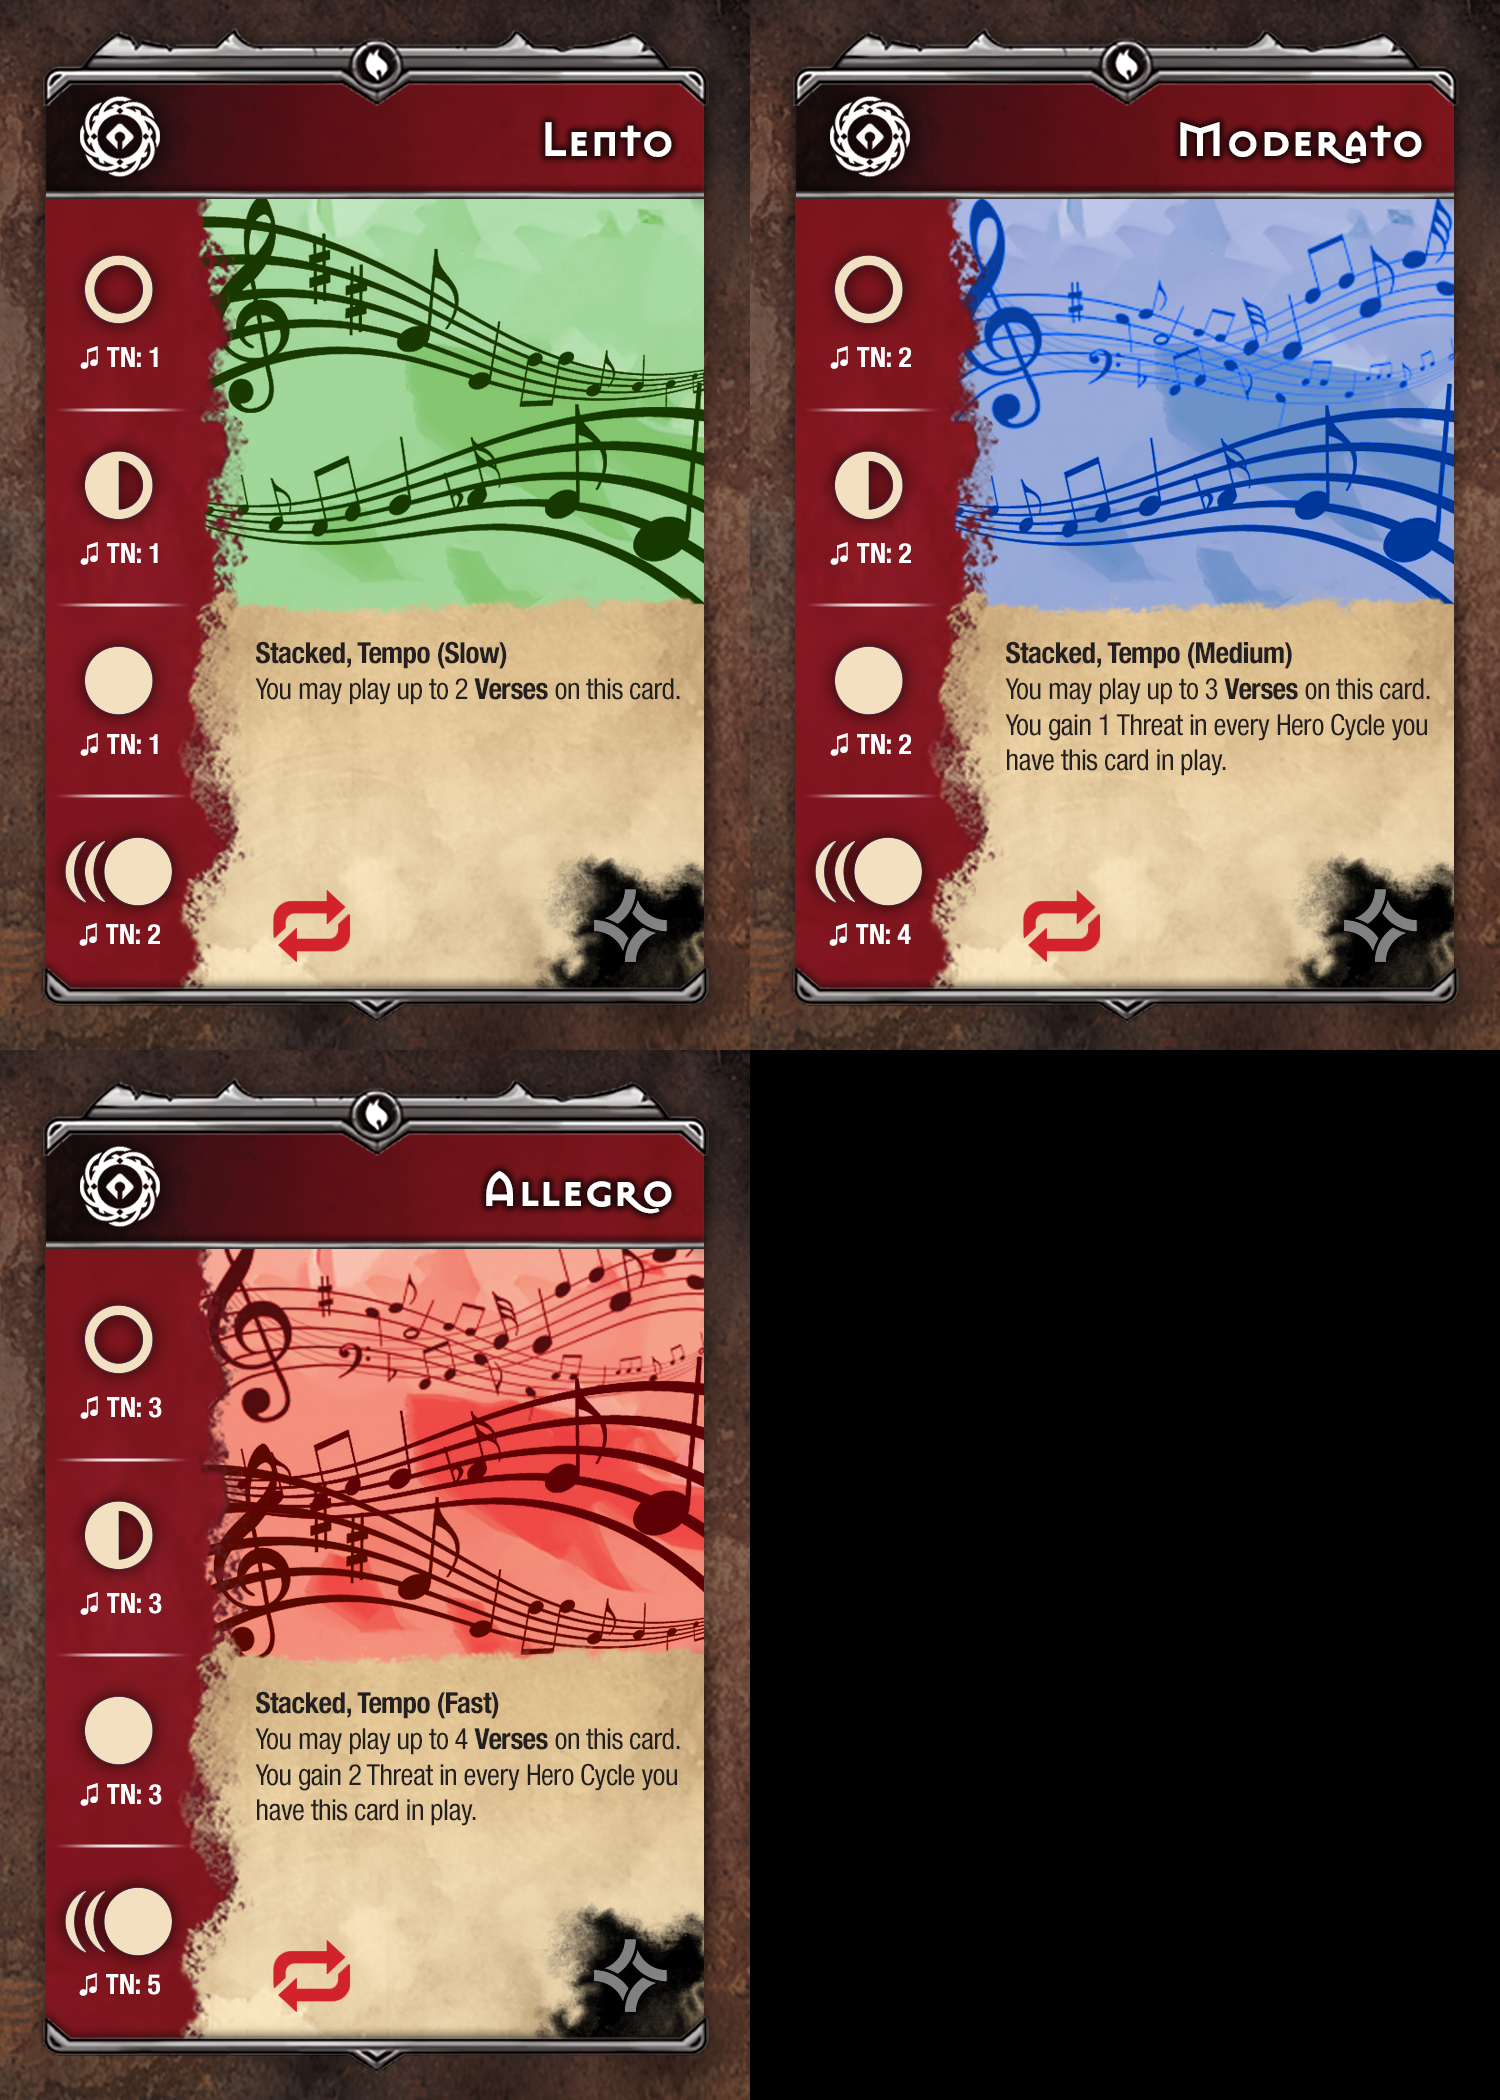 Lento
♫ TN: 1
♫ TN: 1
♫ TN: 1
♫ TN: 2
Stacked, Tempo (Slow)
You may play up to 2 Verses on this card.
Moderato
♫ TN: 2
♫ TN: 2
♫ TN: 2
♫ TN: 4
Stacked, Tempo (Medium)
You may play up to 3 Verses on this card.
You gain 1 Threat in every Hero Cycle you
have this card in play.
Allegro
♫ TN: 3
♫ TN: 3
♫ TN: 3
♫ TN: 5
Stacked, Tempo (Fast)
You may play up to 4 Verses on this card.
You gain 2 Threat in every Hero Cycle you
have this card in play.